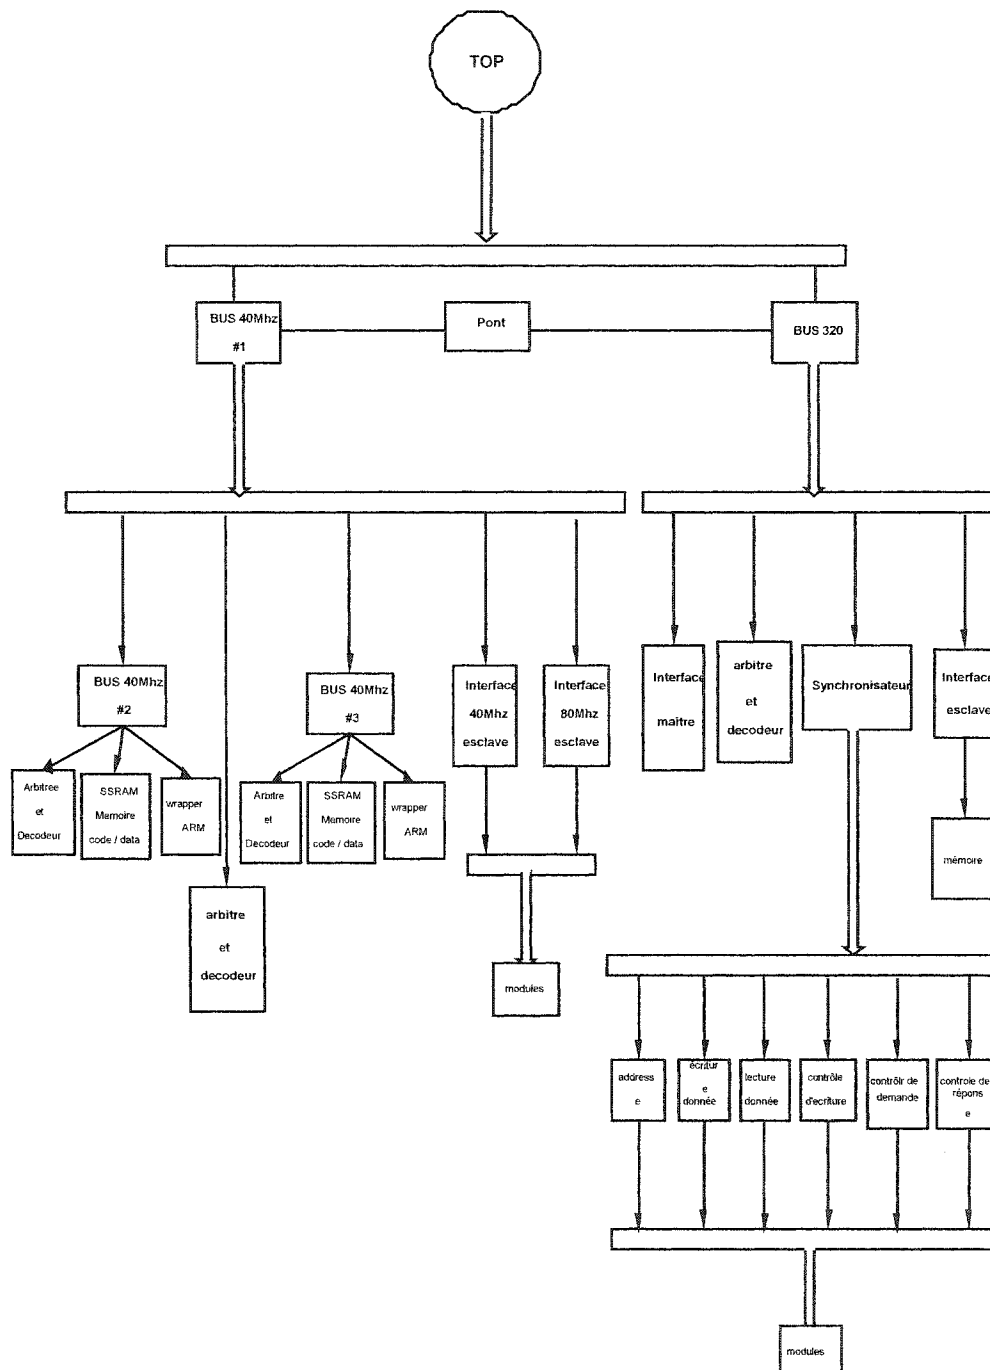 TOP
BUS 40Mhz
#1
Pont
BUS 320
BUS 40Mhz
#2
BUS 40Mhz
#3
Interface
40Mhz
esclave
Interface
80Mhz
esclave
Interface
maître
arbitre
et
decodeur
Synchronisateur
Interface
esclave
Arbitree
et
Decodeur
SSRAM
Memoire
code / data
wrapper
ARM
Arbitre
et
Decodeur
SSRAM
Memoire
code / data
wrapper
ARM
mémoire
arbitre
et
decodeur
modules
address
e
écritur
e
donnée
lecture
donnée
contrôle
d'ecriture
contrôlr de
demande
controle de
répons
e
modules